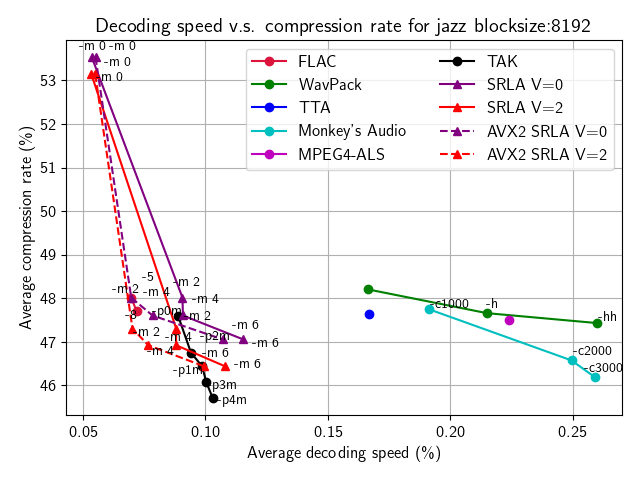 Decoding speed v.s. compression rate for jazz blocksize:8192
Average compression rate (%)
53
52
51
50
49
48
47
46
FLAC
WavPack
TTA
Monkey's Audio
MPEG4-ALS
TAK
SRLA V=0
SRLA V=2
AVX2 SRLA V=0
AVX2 SRLA V=2
-m 0
-m 0
-m 0
-m 0
-5
-8
-m 2
-m 4
-m 2
-m 4
-p0m
-m 2
-m 2
-m 4
-m 4
-m 6
-m 6
-m 6
-m 6
-p2m
-p1m
-p3m
-p4m
-c1000
-h
-hh
-c2000
-c3000
0.05
0.10
0.15
0.20
0.25
Average decoding speed (%)